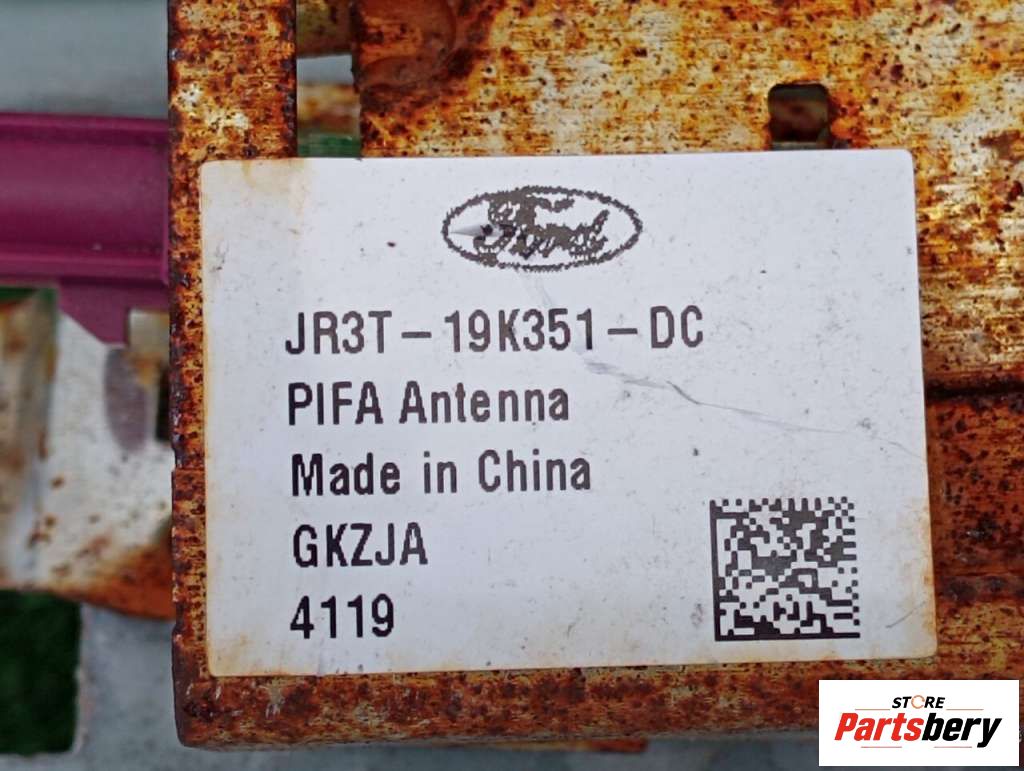 Ford
JR3T-19K351-DC
PIFA Antenna
Made in China
GKZJA
4119
STORE
Partsbery